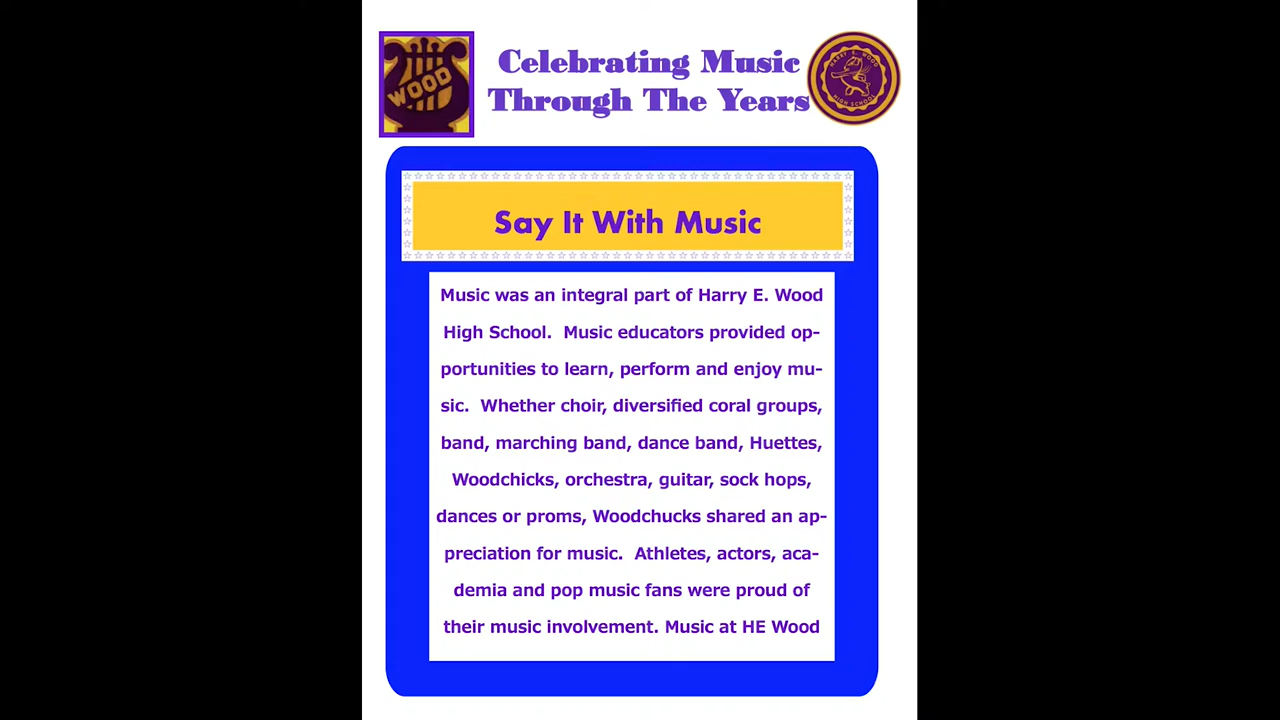 WOOD
Celebrating Music
Through The Years
HARRY E. WOOD
HIGH SCHOOL
Say It With Music
Music was an integral part of Harry E. Wood
High School.  Music educators provided op-
portunities to learn, perform and enjoy mu-
sic.  Whether choir, diversified coral groups,
band, marching band, dance band, Huettes,
Woodchicks, orchestra, guitar, sock hops,
dances or proms, Woodchucks shared an ap-
preciation for music.  Athletes, actors, aca-
demia and pop music fans were proud of
their music involvement. Music at HE Wood